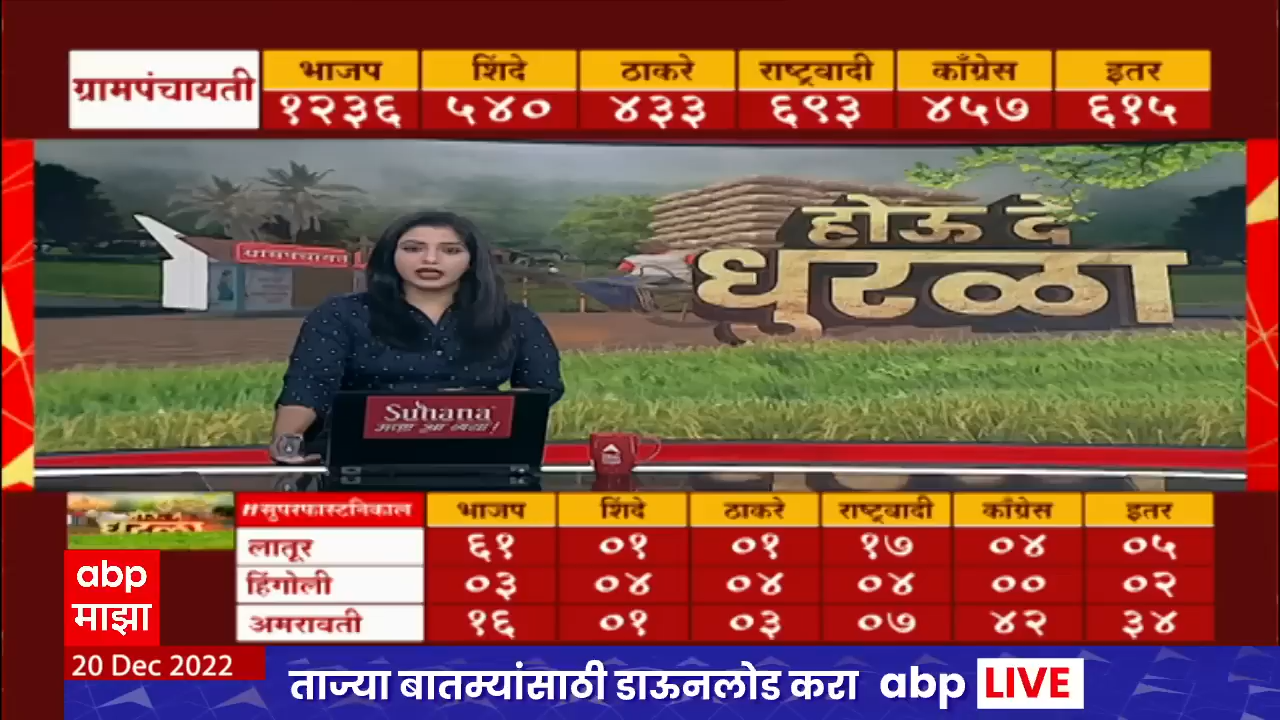 ग्रामपंचायती भाजप शिंदे ठाकरे राष्ट्रवादी काँग्रेस इतर
१२३६ ५४० ४३३ ६९३ ४५७ ६१५
ग्रामपंचायत
होऊ दे
धुरळा
Suhana
#सुपरफास्टनिकाल भाजप शिंदे ठाकरे राष्ट्रवादी काँग्रेस इतर
लातूर ६१ ०१ ०१ १७ ०४ ०५
हिंगोली ०३ ०४ ०४ ०४ ०० ०२
अमरावती १६ ०१ ०३ ०७ ४२ ३४
abp
माझा
20 Dec 2022
ताज्या बातम्यांसाठी डाऊनलोड करा abp LIVE